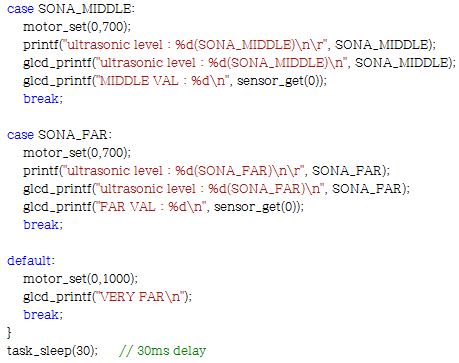 case SONA_MIDDLE:
motor_set(0,700);
printf("ultrasonic level : %d(SONA_MIDDLE)\n\r", SONA_MIDDLE);
glcd_printf("ultrasonic level : %d(SONA_MIDDLE)\n", SONA_MIDDLE);
glcd_printf("MIDDLE VAL : %d\n", sensor_get(0));
break;
case SONA_FAR:
motor_set(0,700);
printf("ultrasonic level : %d(SONA_FAR)\n\r", SONA_FAR);
glcd_printf("ultrasonic level : %d(SONA_FAR)\n", SONA_FAR);
glcd_printf("FAR VAL : %d\n", sensor_get(0));
break;
default:
motor_set(0,1000);
glcd_printf("VERY FAR\n");
break;
}
task_sleep(30); // 30ms delay